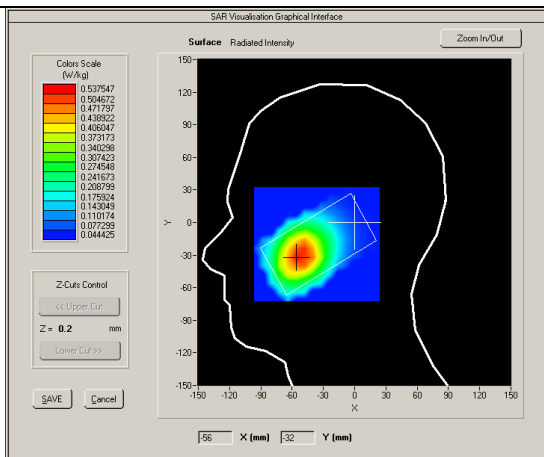 SAR Visualisation Graphical Interface
Surface Radiated Intensity
Zoom In/Out
Colors Scale
(W/kg)
0.537547
0.504672
0.471797
0.438922
0.406047
0.373173
0.340298
0.307423
0.274548
0.241673
0.208799
0.175924
0.143049
0.110174
0.077299
0.044425
Z-Cuts Control
<< Upper Cut
Z = 0.2 mm
Lower Cut >>
SAVE Cancel
Y
150
120
90
60
30
0
-30
-60
-90
-120
-150
-150 -120 -90 -60 -30 0 30 60 90 120 150
X
-56 X (mm) -32 Y (mm)